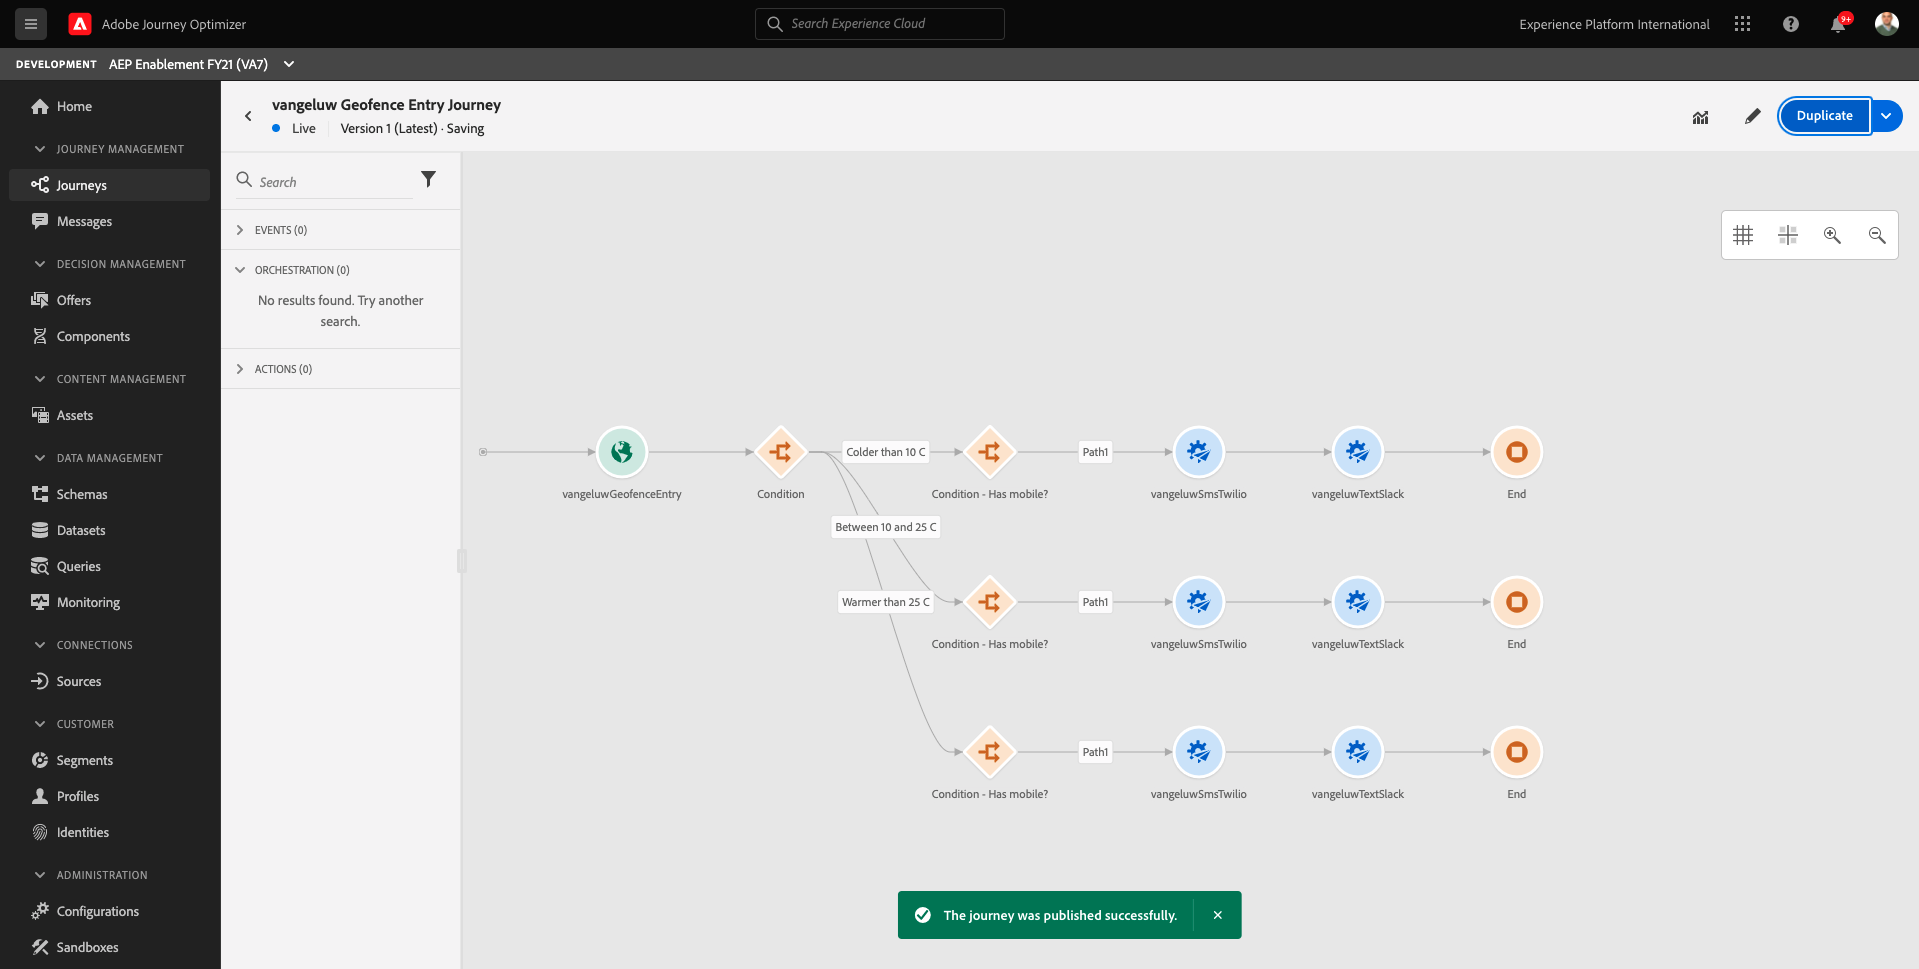 Adobe Journey Optimizer
Search Experience Cloud
Experience Platform International
9+
DEVELOPMENT AEP Enablement FY21 (VA7)
Home
JOURNEY MANAGEMENT
Journeys
Messages
DECISION MANAGEMENT
Offers
Components
CONTENT MANAGEMENT
Assets
DATA MANAGEMENT
Schemas
Datasets
Queries
Monitoring
CONNECTIONS
Sources
CUSTOMER
Segments
Profiles
Identities
ADMINISTRATION
Configurations
Sandboxes
vangeluw Geofence Entry Journey
Live Version 1 (Latest) · Saving
Duplicate
Search
EVENTS (0)
ORCHESTRATION (0)
No results found. Try another
search.
ACTIONS (0)
Colder than 10 C
Path1
vangeluwGeofenceEntry
Condition
Condition - Has mobile?
vangeluwSmsTwilio
vangeluwTextSlack
End
Between 10 and 25 C
Warmer than 25 C
Path1
Condition - Has mobile?
vangeluwSmsTwilio
vangeluwTextSlack
End
Path1
Condition - Has mobile?
vangeluwSmsTwilio
vangeluwTextSlack
End
The journey was published successfully.